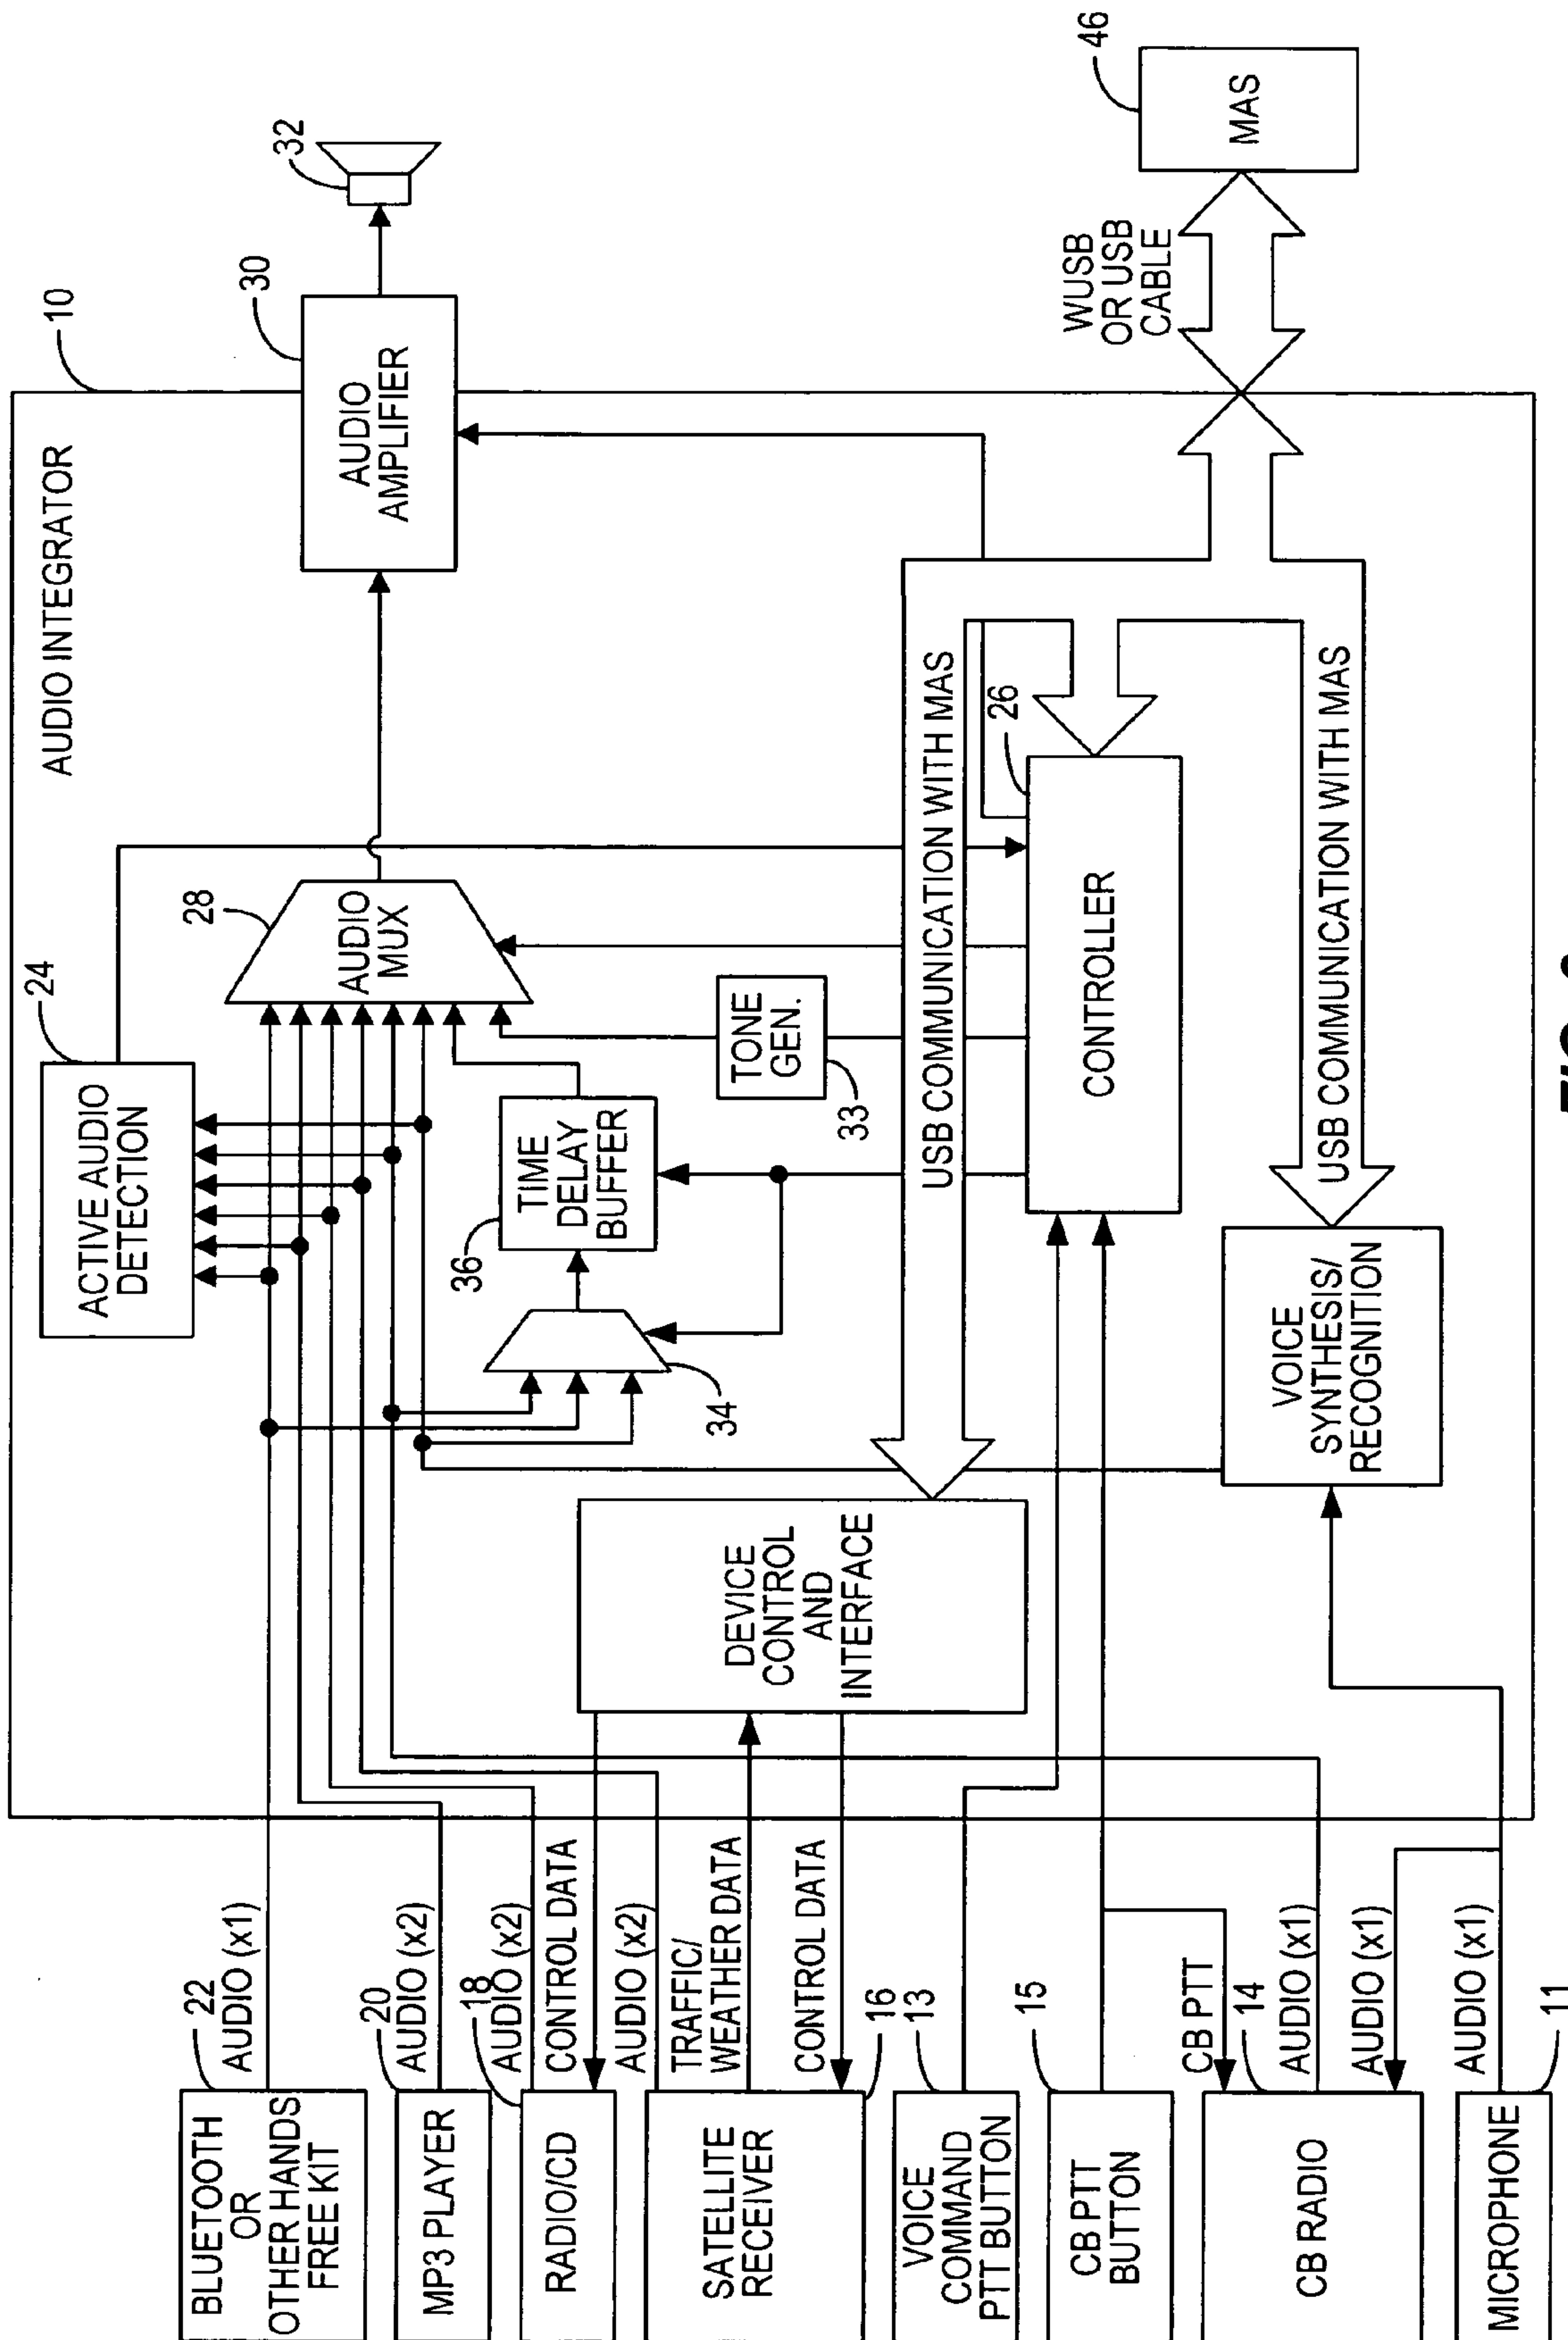 AUDIO INTEGRATOR
10
24
ACTIVE AUDIO
DETECTION
28
AUDIO
MUX
30
AUDIO
AMPLIFIER
32
22
BLUETOOTH
OR
OTHER HANDS
FREE KIT
AUDIO (x1)
20
MP3 PLAYER
AUDIO (x2)
18
RADIO/CD
AUDIO (x2)
CONTROL DATA
SATELLITE
RECEIVER
16
AUDIO (x2)
TRAFFIC/
WEATHER DATA
CONTROL DATA
36
TIME
DELAY
BUFFER
34
TONE
GEN.
33
DEVICE
CONTROL
AND
INTERFACE
USB COMMUNICATION WITH MAS
26
CONTROLLER
WUSB
OR USB
CABLE
46
MAS
13
VOICE
COMMAND
PTT BUTTON
15
CB PTT
BUTTON
CB PTT
14
CB RADIO
AUDIO (x1)
AUDIO (x1)
VOICE
SYNTHESIS/
RECOGNITION
USB COMMUNICATION WITH MAS
MICROPHONE
AUDIO (x1)
11